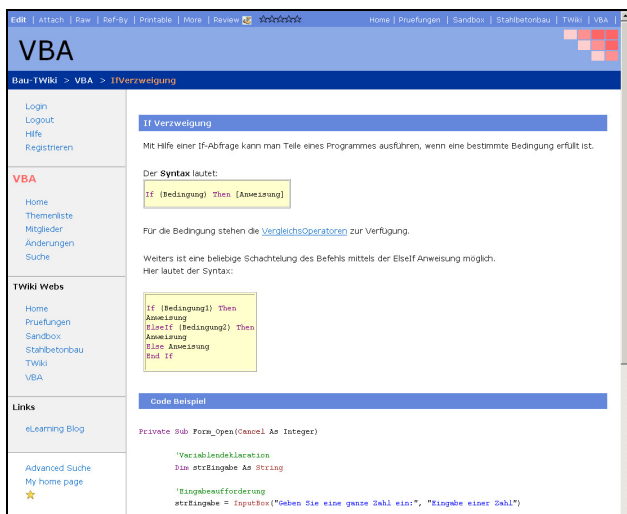 Edit | Attach | Raw | Ref-By | Printable | More | Review
Home | Pruefungen | Sandbox | Stahlbetonbau | TWiki | VBA |
VBA
Bau-TWiki > VBA > IfVerzweigung
Login
Logout
Hilfe
Registrieren
VBA
Home
Themenliste
Mitglieder
Änderungen
Suche
TWiki Webs
Home
Pruefungen
Sandbox
Stahlbetonbau
TWiki
VBA
Links
eLearning Blog
Advanced Suche
My home page
If Verzweigung
Mit Hilfe einer If-Abfrage kann man Teile eines Programmes ausführen, wenn eine bestimmte Bedingung erfüllt ist.
Der Syntax lautet:
If (Bedingung) Then [Anweisung]
Für die Bedingung stehen die VergleichsOperatoren zur Verfügung.
Weiters ist eine beliebige Schachtelung des Befehls mittels der ElseIf Anweisung möglich.
Hier lautet der Syntax:
If (Bedingung1) Then
Anweisung
ElseIf (Bedingung2) Then
Anweisung
Else Anweisung
End If
Code Beispiel
Private Sub Form_Open(Cancel As Integer)
'Variablendeklaration
Dim strEingabe As String
'Eingabeaufforderung
strEingabe = InputBox("Geben Sie eine ganze Zahl ein:", "Eingabe einer Zahl")